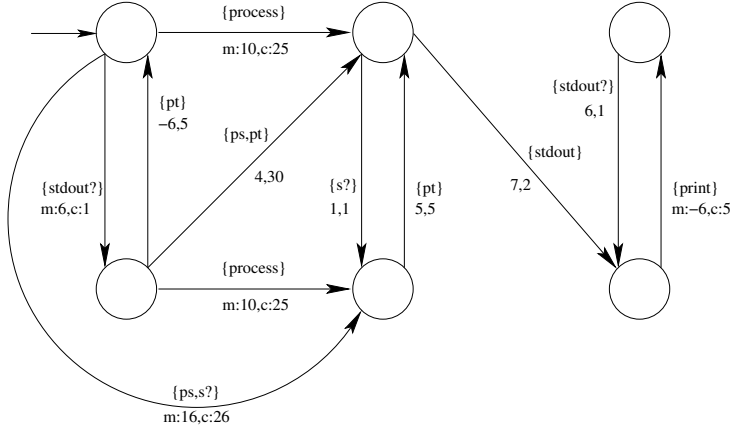 {process}
m:10,c:25
{pt}
−6,5
{stdout?}
6,1
{ps,pt}
4,30
{stdout}
7,2
{stdout?}
m:6,c:1
{s?}
1,1
{pt}
5,5
{print}
m:−6,c:5
{process}
m:10,c:25
{ps,s?}
m:16,c:26